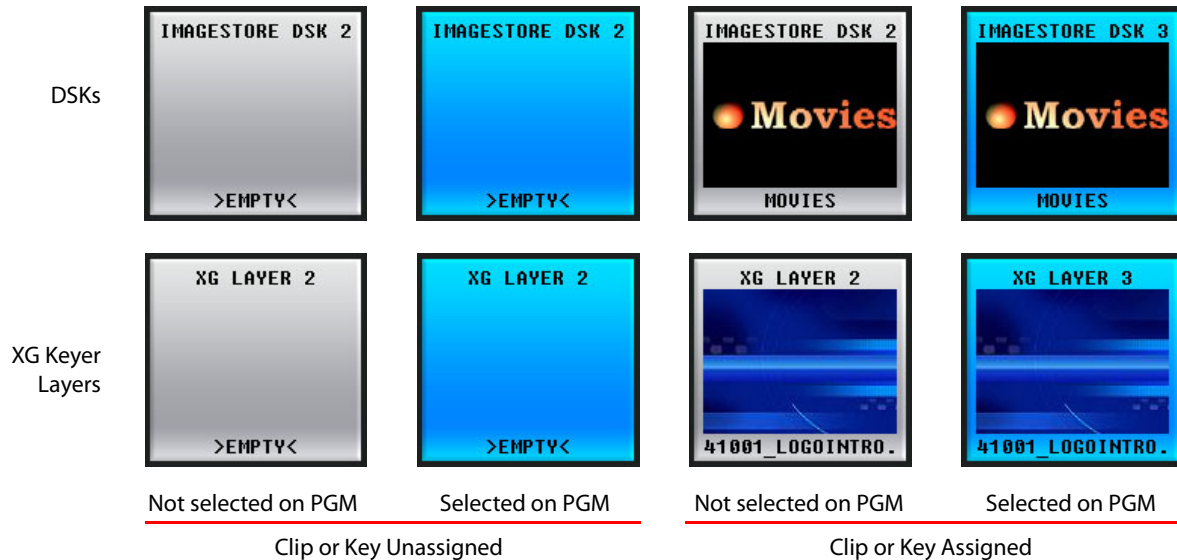 IMAGESTORE DSK 2
IMAGESTORE DSK 2
IMAGESTORE DSK 2
IMAGESTORE DSK 3
DSKs
Movies
Movies
>EMPTY<
>EMPTY<
MOVIES
MOVIES
XG LAYER 2
XG LAYER 2
XG LAYER 2
XG LAYER 3
XG Keyer
Layers
>EMPTY<
>EMPTY<
41001_LOGOINTRO.
41001_LOGOINTRO.
Not selected on PGM
Selected on PGM
Not selected on PGM
Selected on PGM
Clip or Key Unassigned
Clip or Key Assigned